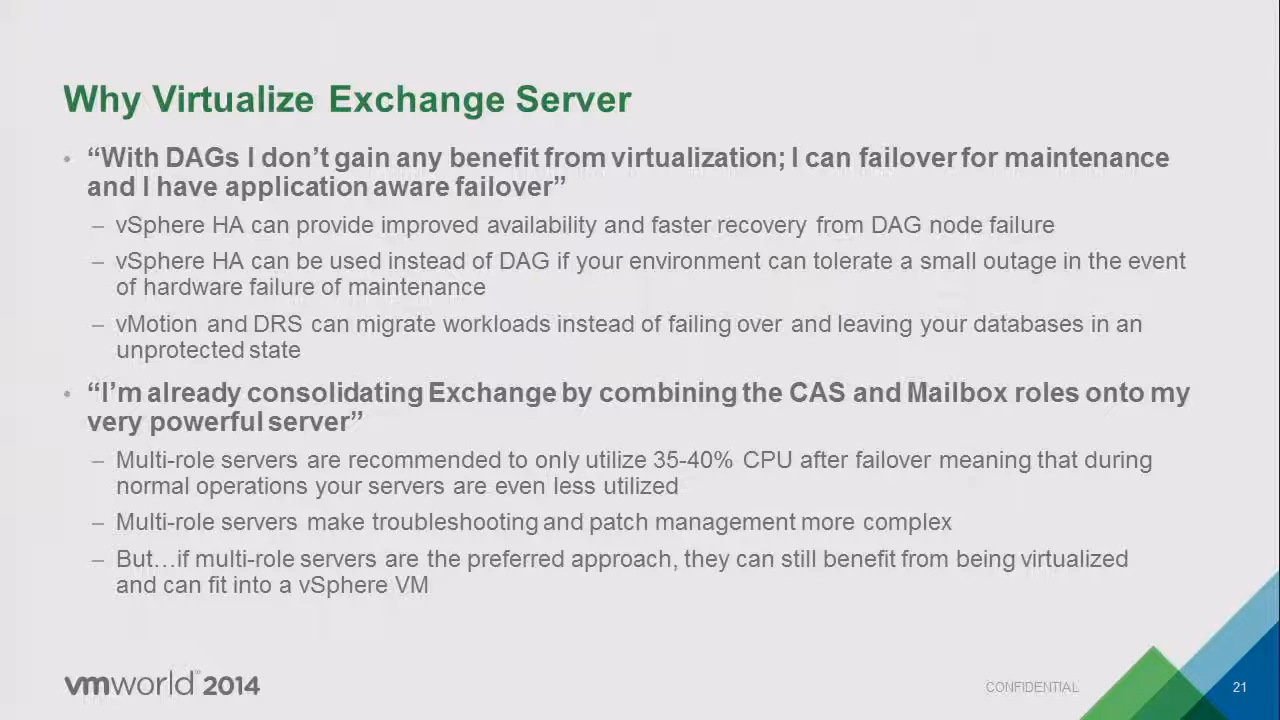 Why Virtualize Exchange Server
• “With DAGs I don’t gain any benefit from virtualization; I can failover for maintenance
and I have application aware failover”
– vSphere HA can provide improved availability and faster recovery from DAG node failure
– vSphere HA can be used instead of DAG if your environment can tolerate a small outage in the event
of hardware failure of maintenance
– vMotion and DRS can migrate workloads instead of failing over and leaving your databases in an
unprotected state
• “I’m already consolidating Exchange by combining the CAS and Mailbox roles onto my
very powerful server”
– Multi-role servers are recommended to only utilize 35-40% CPU after failover meaning that during
normal operations your servers are even less utilized
– Multi-role servers make troubleshooting and patch management more complex
– But…if multi-role servers are the preferred approach, they can still benefit from being virtualized
and can fit into a vSphere VM
vmworld™ 2014
CONFIDENTIAL
21